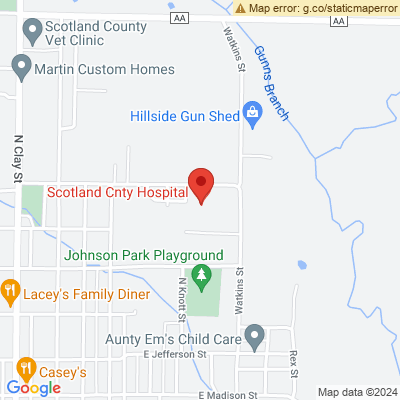 Map error: g.co/staticmaperror
AA
AA
Scotland County
Vet Clinic
Watkins St
Gunns Branch
Martin Custom Homes
Hillside Gun Shed
N Clay St
Scotland Cnty Hospital
Johnson Park Playground
Lacey's Family Diner
N Knott St
Watkins St
Aunty Em's Child Care
E Jefferson St
Rex St
Casey's
Google
E Madison St
Map data ©2024